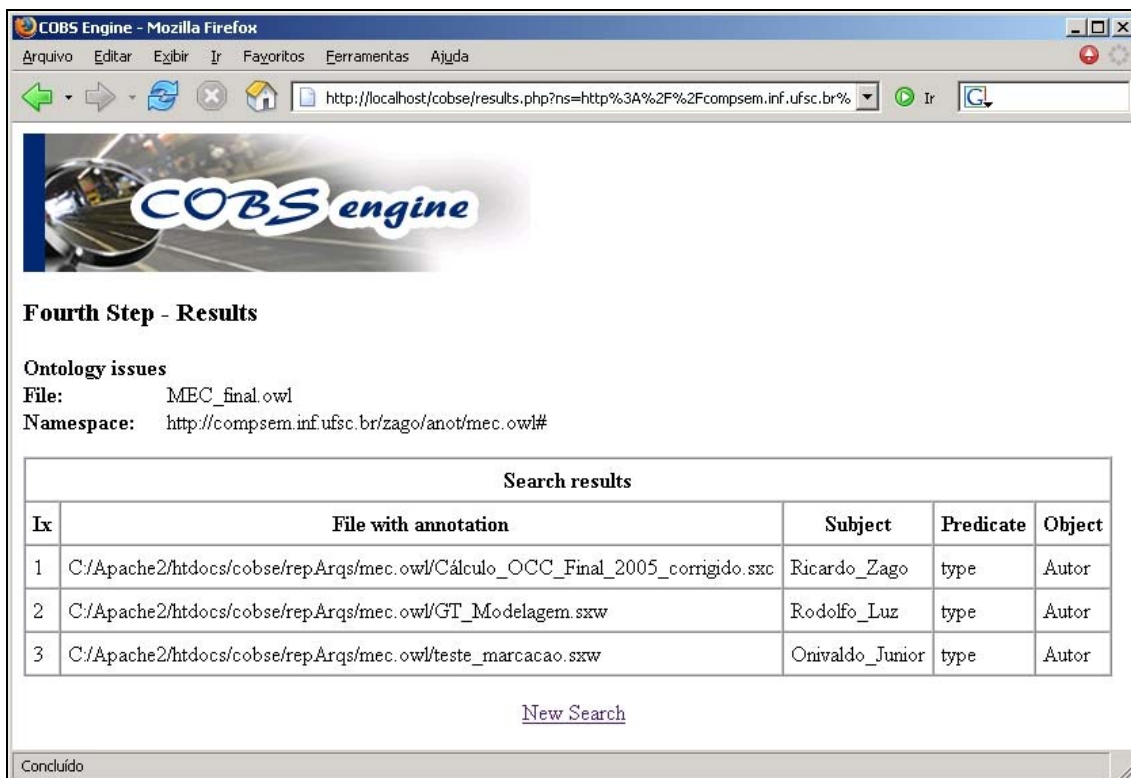 COBS Engine - Mozilla Firefox
Arquivo Editar Exibir Ir Favoritos Ferramentas Ajuda
http://localhost/cobse/results.php?ns=http%3A%2F%2Fcompsem.inf.ufsc.br% Ir G
COBS engine
Fourth Step - Results
Ontology issues
File: MEC_final.owl
Namespace: http://compsem.inf.ufsc.br/zago/anot/mec.owl#
Search results
Ix File with annotation Subject Predicate Object
1 C:/Apache2/htdocs/cobse/repArqs/mec.owl/Cálculo_OCC_Final_2005_corrigido.sxc Ricardo_Zago type Autor
2 C:/Apache2/htdocs/cobse/repArqs/mec.owl/GT_Modelagem.sxw Rodolfo_Luz type Autor
3 C:/Apache2/htdocs/cobse/repArqs/mec.owl/teste_marcacao.sxw Onivaldo_Junior type Autor
New Search
Concluído